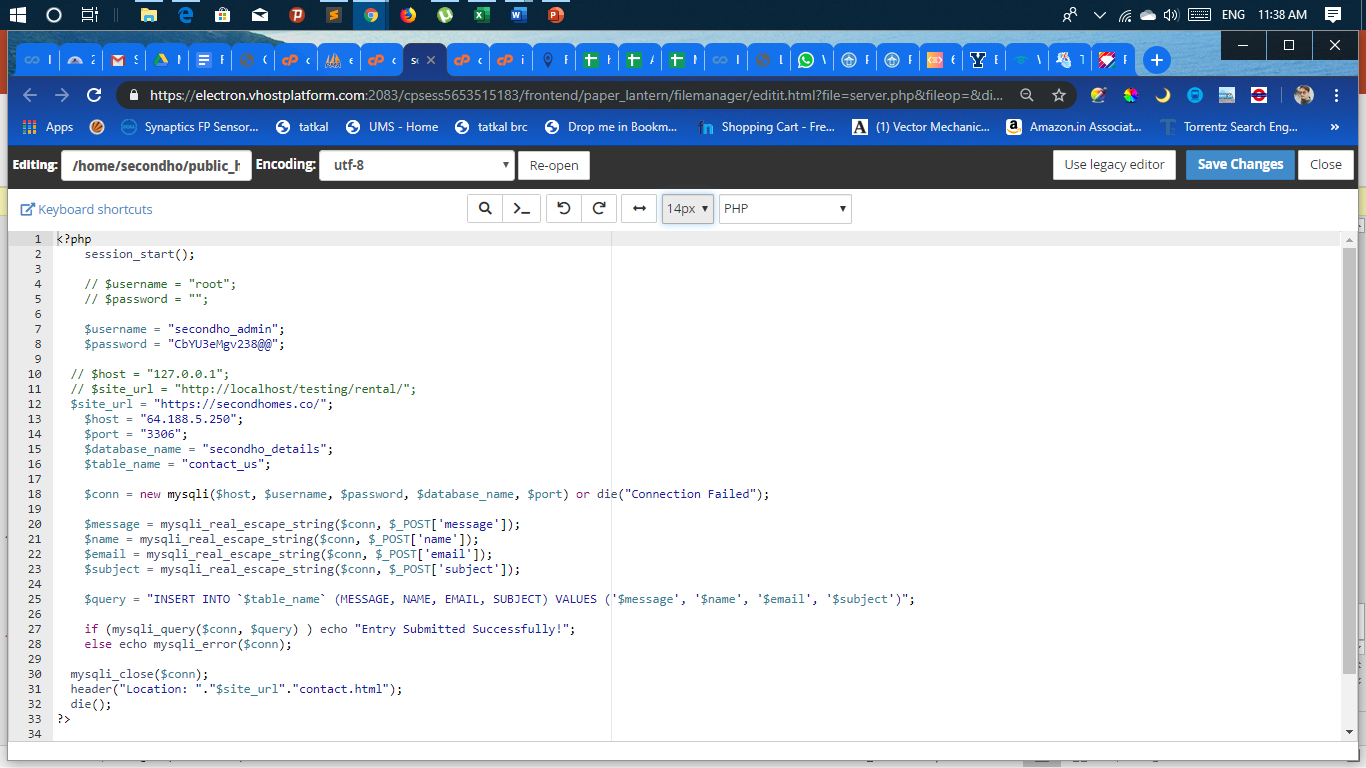 ENG 11:38 AM
https://electron.vhostplatform.com:2083/cpsess5653515183/frontend/paper_lantern/filemanager/editit.html?file=server.php&fileop=&di...
Apps Synaptics FP Sensor... tatkal UMS - Home tatkal brc Drop me in Bookm... Shopping Cart - Fre... (1) Vector Mechanic... Amazon.in Associat... Torrentz Search Eng... »
Editing: /home/secondho/public_h Encoding: utf-8 Re-open Use legacy editor Save Changes Close
Keyboard shortcuts 14px PHP
1 <?php
2 session_start();
3
4 // $username = "root";
5 // $password = "";
6
7 $username = "secondho_admin";
8 $password = "CbYU3eMgv238@@";
9
10 // $host = "127.0.0.1";
11 // $site_url = "http://localhost/testing/rental/";
12 $site_url = "https://secondhomes.co/";
13 $host = "64.188.5.250";
14 $port = "3306";
15 $database_name = "secondho_details";
16 $table_name = "contact_us";
17
18 $conn = new mysqli($host, $username, $password, $database_name, $port) or die("Connection Failed");
19
20 $message = mysqli_real_escape_string($conn, $_POST['message']);
21 $name = mysqli_real_escape_string($conn, $_POST['name']);
22 $email = mysqli_real_escape_string($conn, $_POST['email']);
23 $subject = mysqli_real_escape_string($conn, $_POST['subject']);
24
25 $query = "INSERT INTO `$table_name` (MESSAGE, NAME, EMAIL, SUBJECT) VALUES ('$message', '$name', '$email', '$subject')";
26
27 if (mysqli_query($conn, $query) ) echo "Entry Submitted Successfully!";
28 else echo mysqli_error($conn);
29
30 mysqli_close($conn);
31 header("Location: "."$site_url"."contact.html");
32 die();
33 ?>
34